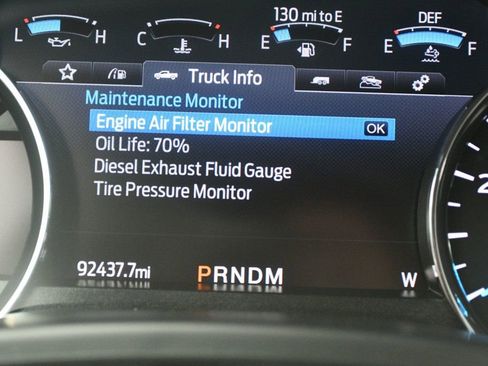 130 mi to E
DEF
L H C H E F E F
Truck Info
Maintenance Monitor
Engine Air Filter Monitor OK
Oil Life: 70%
Diesel Exhaust Fluid Gauge
Tire Pressure Monitor
92437.7mi PRNDM W
2